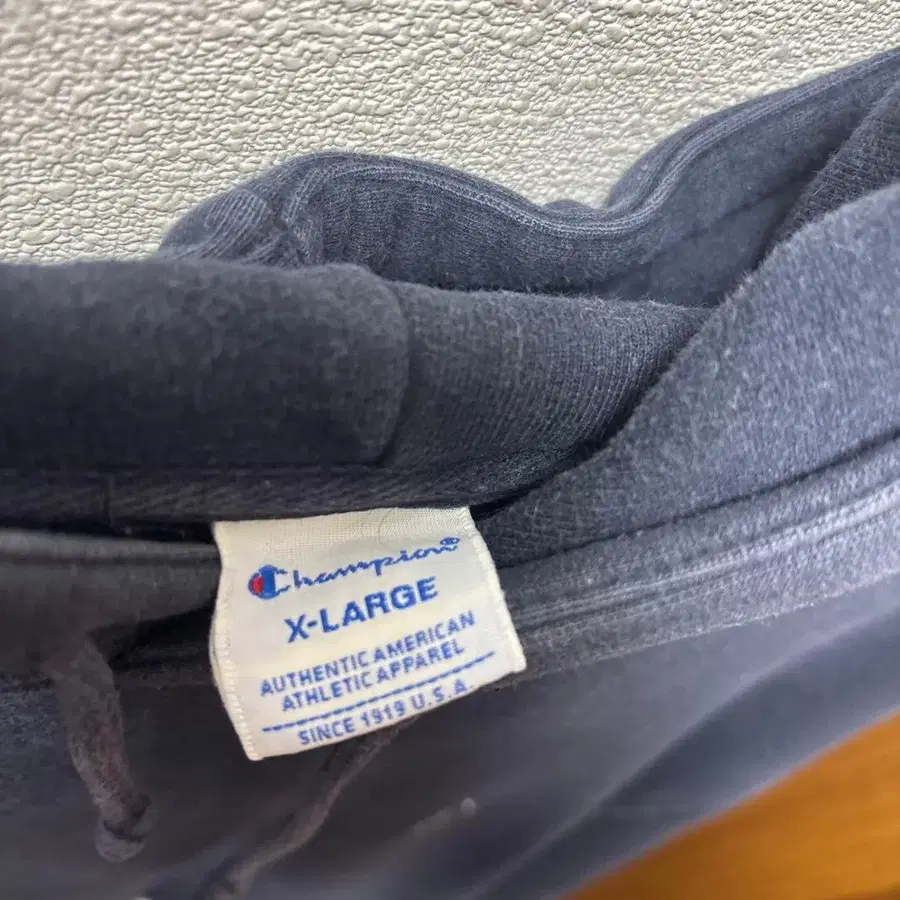 Champion
X-LARGE
AUTHENTIC AMERICAN
ATHLETIC APPAREL
SINCE 1919 U.S.A.